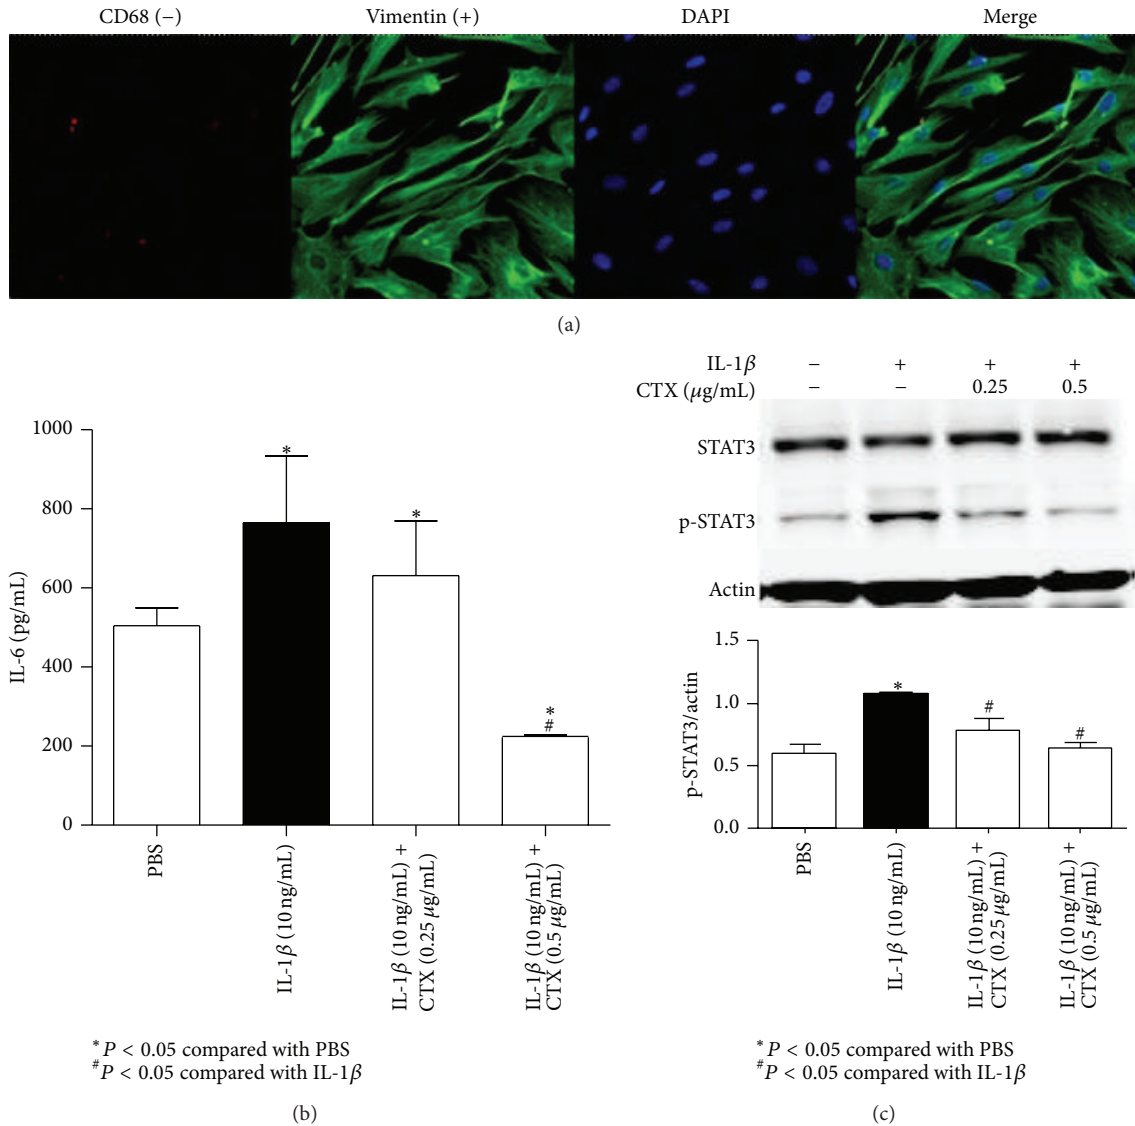 CD68 (−) Vimentin (+) DAPI Merge
(a)
1000
800
600
400
200
0
IL-6 (pg/mL)
*
*
*
#
PBS
IL-1β (10 ng/mL)
IL-1β (10 ng/mL) +
CTX (0.25 μg/mL)
IL-1β (10 ng/mL) +
CTX (0.5 μg/mL)
*P < 0.05 compared with PBS
#P < 0.05 compared with IL-1β
(b)
IL-1β − + + +
CTX (μg/mL) − − 0.25 0.5
STAT3
p-STAT3
Actin
1.5
1.0
0.5
0.0
p-STAT3/actin
*
#
#
PBS
IL-1β (10 ng/mL)
IL-1β (10 ng/mL) +
CTX (0.25 μg/mL)
IL-1β (10 ng/mL) +
CTX (0.5 μg/mL)
*P < 0.05 compared with PBS
#P < 0.05 compared with IL-1β
(c)